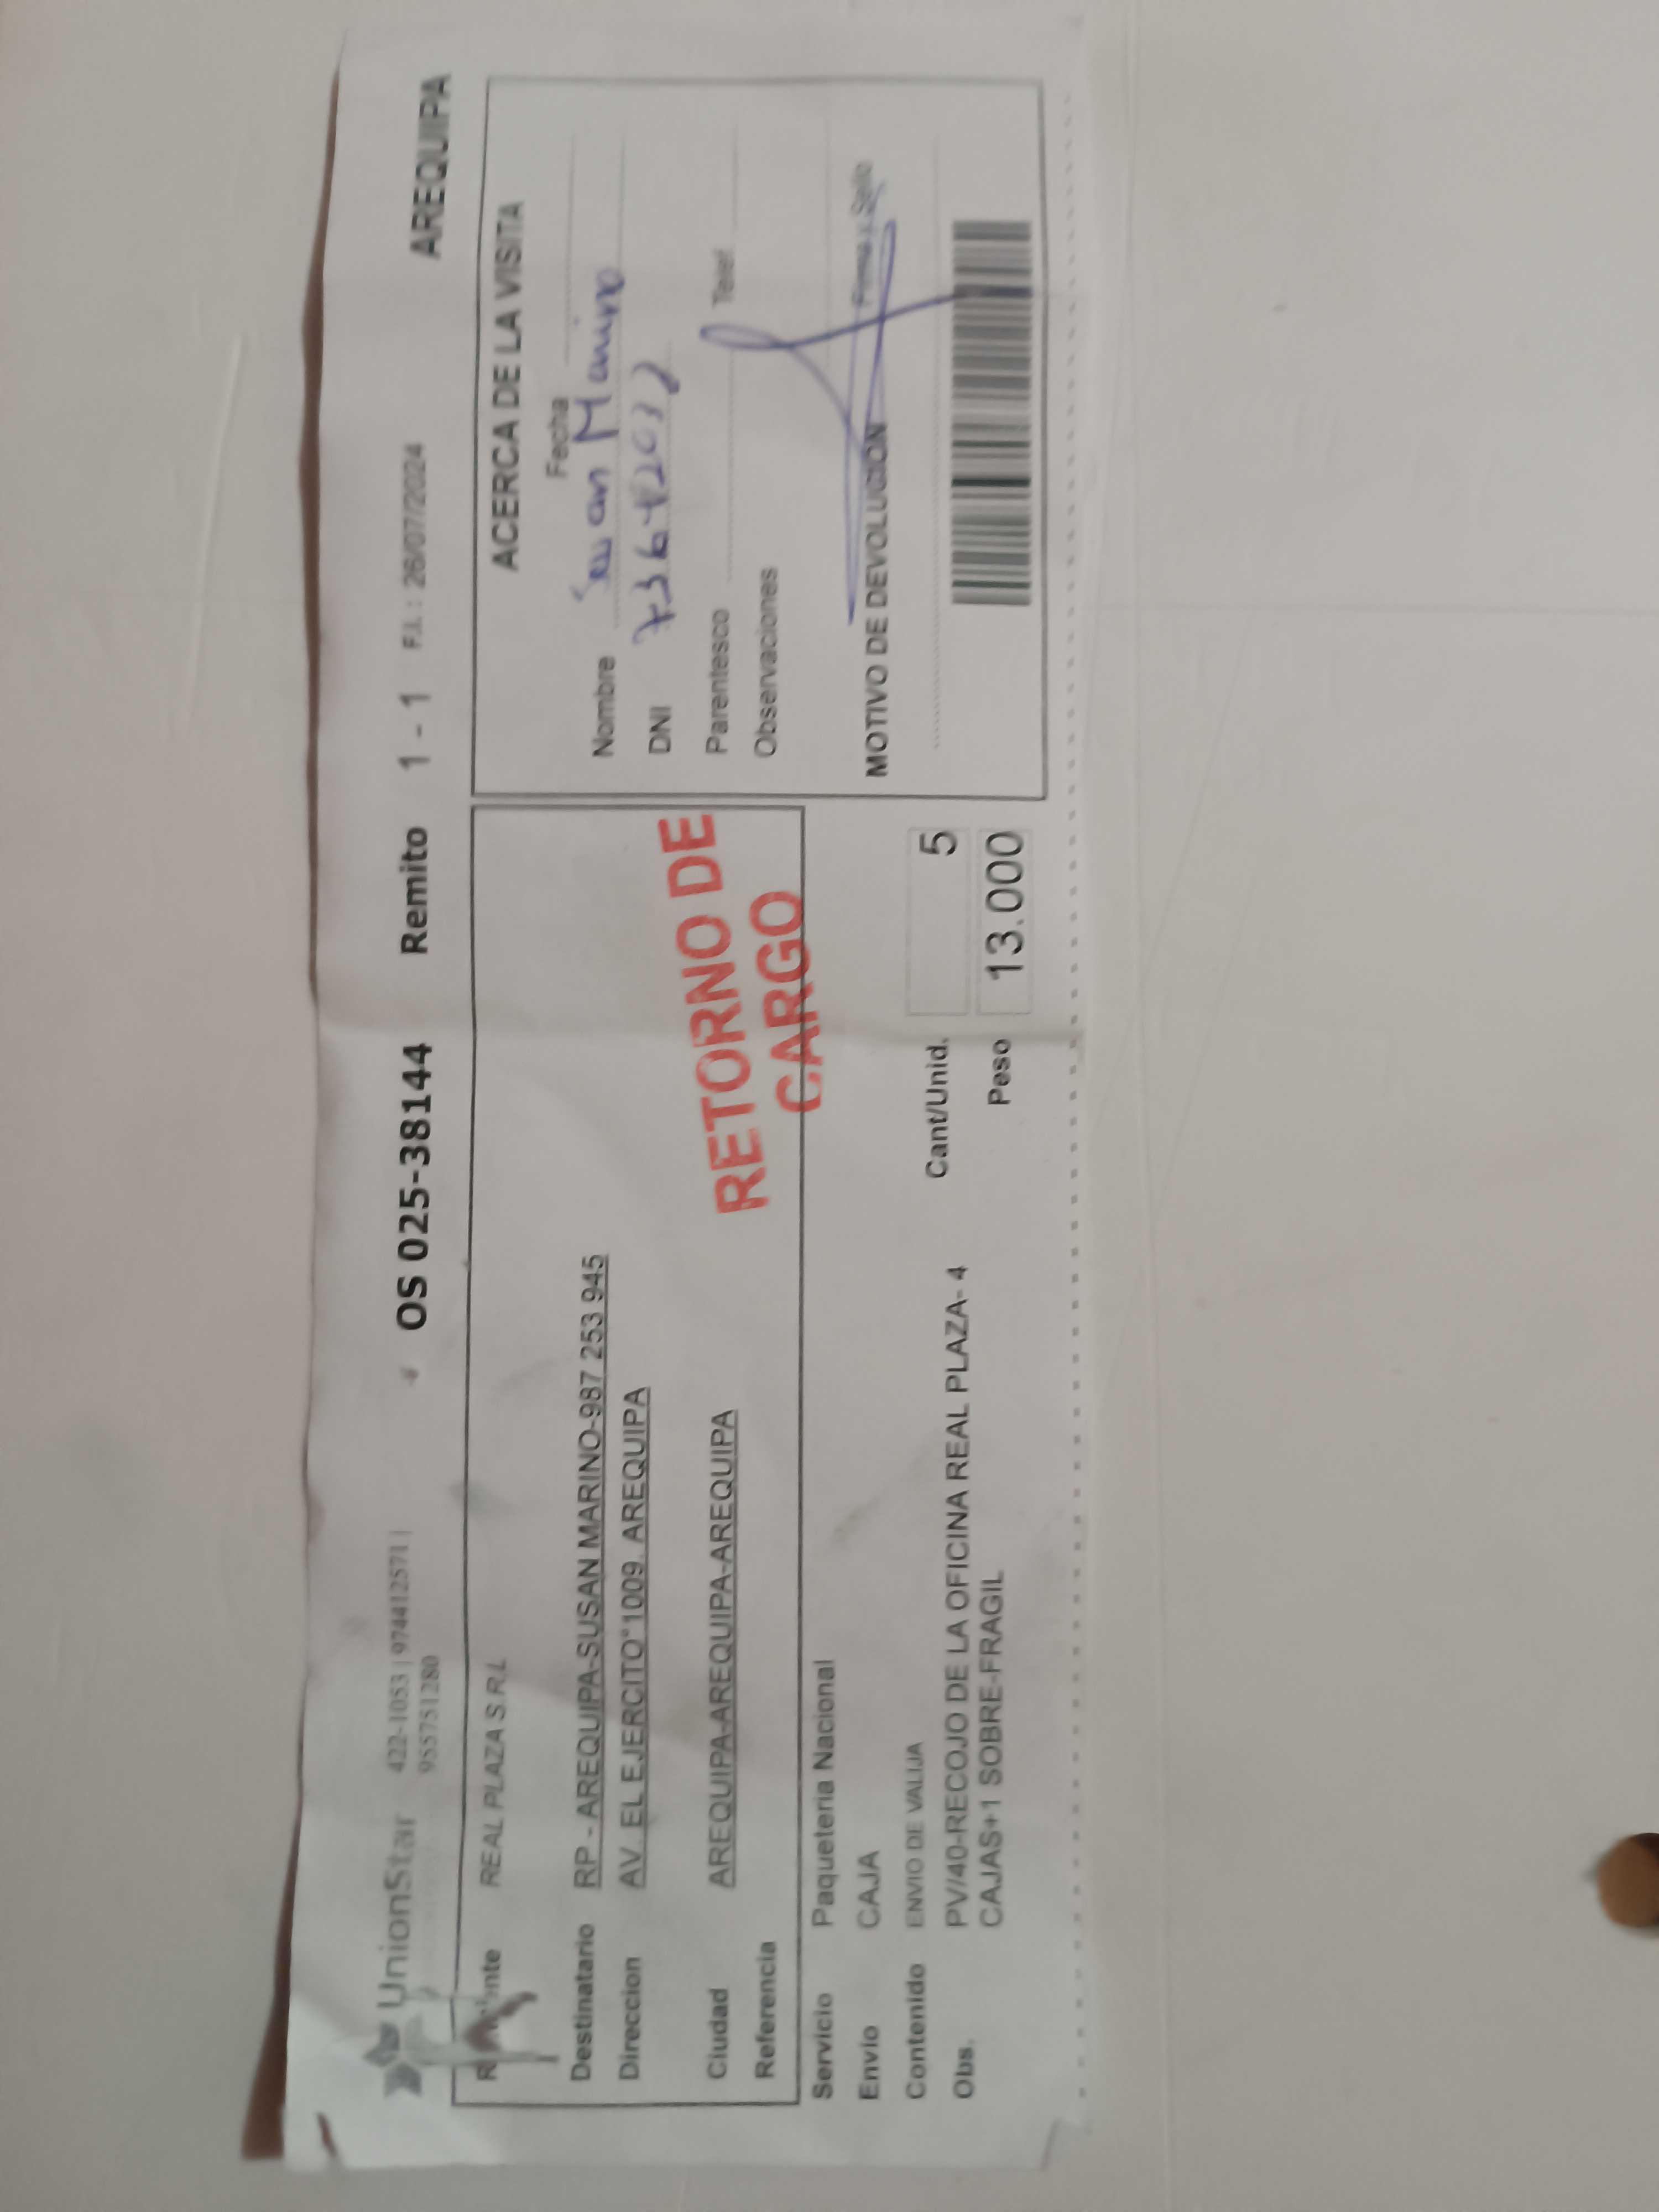 UnionStar 422-1053 | 974412571 |
955751280
OS 025-38144 Remito 1 - 1 F.I. : 26/07/2024 AREQUIPA
REAL PLAZA S.R.L
Destinatario RP - AREQUIPA-SUSAN MARINO-987 253 945
Direccion AV. EL EJERCITO°1009. AREQUIPA
Ciudad AREQUIPA-AREQUIPA-AREQUIPA
Referencia
RETORNO DE
CARGO
Servicio Paqueteria Nacional
Envio CAJA
Contenido ENVIO DE VALIJA
Obs. PV/40-RECOJO DE LA OFICINA REAL PLAZA- 4
CAJAS+1 SOBRE-FRAGIL
Cant/Unid. 5
Peso 13.000
ACERCA DE LA VISITA
Fecha
Nombre Susan Marino
DNI
Parentesco Telef.
Observaciones
Firma y Sello
MOTIVO DE DEVOLUCION